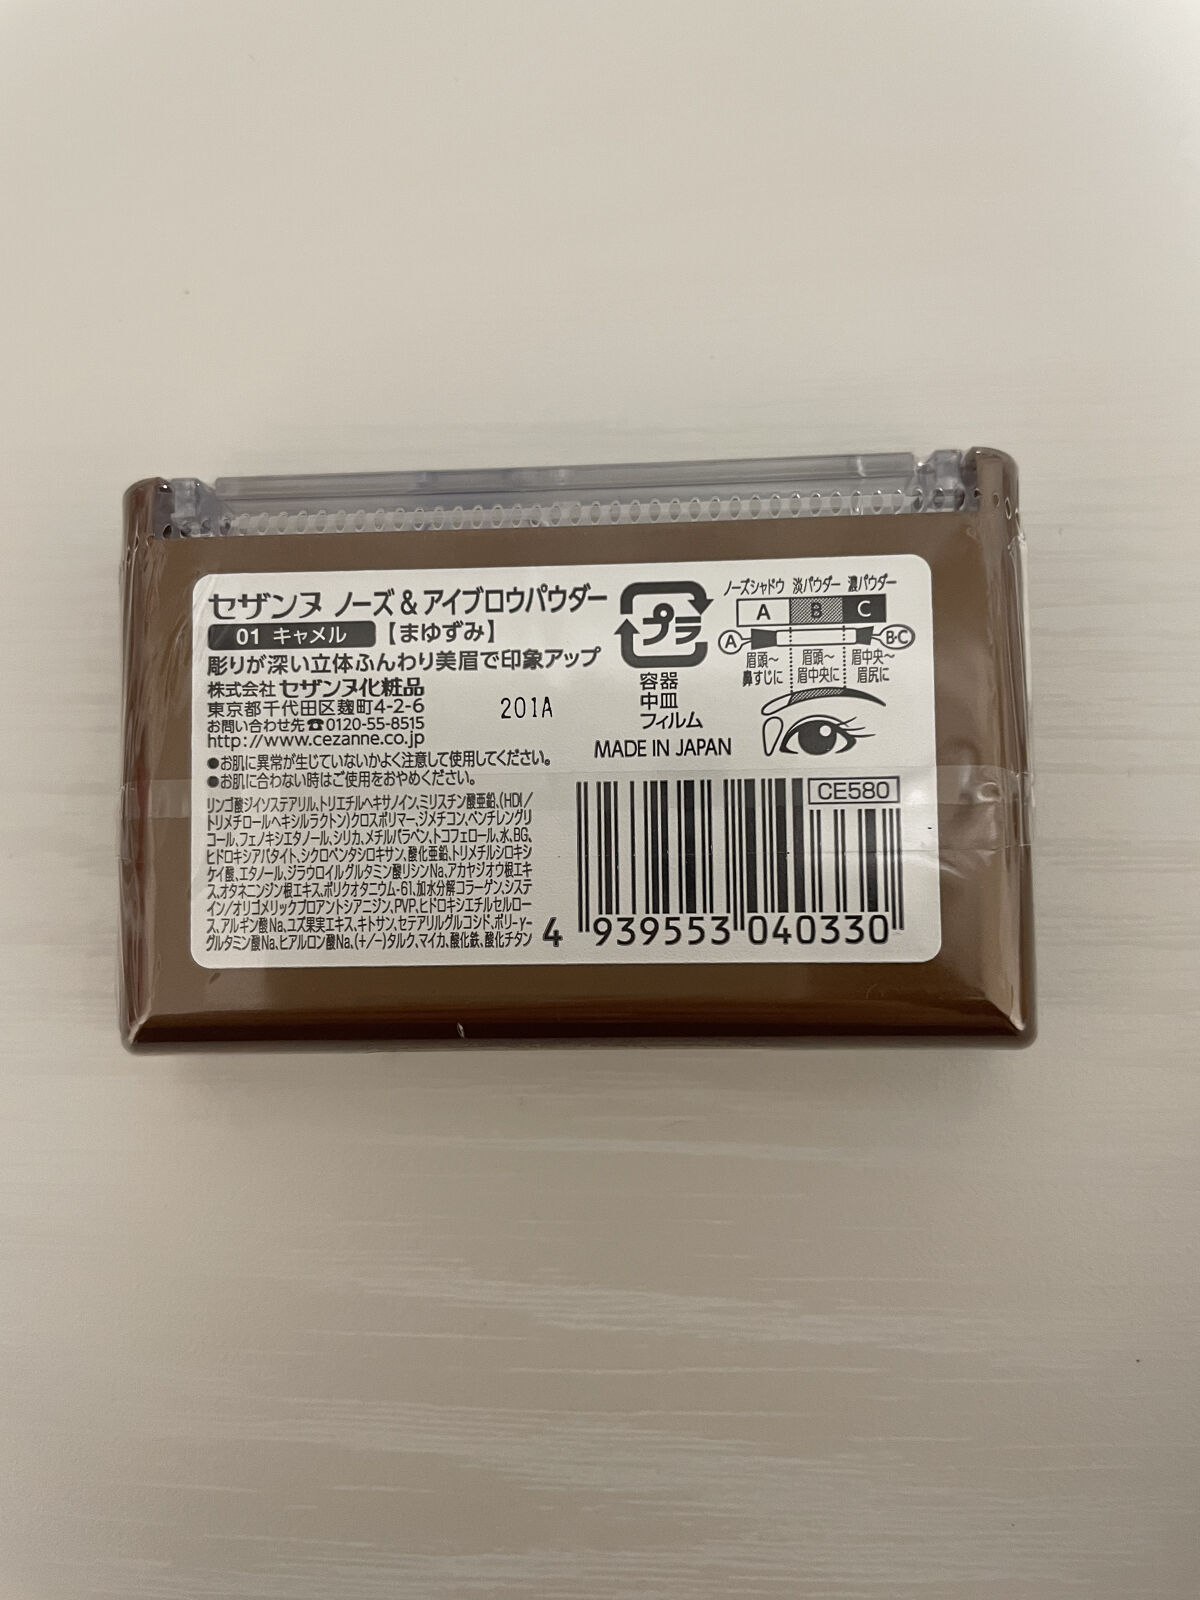 セザンヌ ノーズ&アイブロウパウダー
01 キャメル 【まゆずみ】
彫りが深い立体ふんわり美眉で印象アップ
株式会社 セザンヌ化粧品
東京都千代田区麹町4-2-6
お問い合わせ先☎0120-55-8515
http://www.cezanne.co.jp
201A
●お肌に異常が生じていないかよく注意して使用してください。
●お肌に合わない時はご使用をおやめください。
リンゴ酸ジイソステアリル、トリエチルヘキサノイン、ミリスチン酸亜鉛、(HDI/
トリメチロールヘキシルラクトン)クロスポリマー、ジメチコン、ペンチレングリ
コール、フェノキシエタノール、シリカ、メチルパラベン、トコフェロール、水、BG、
ヒドロキシアパタイト、シクロペンタシロキサン、酸化亜鉛、トリメチルシロキシ
ケイ酸、エタノール、ジラウロイルグルタミン酸リシンNa、アカヤジオウ根エキ
ス、オタネニンジン根エキス、ポリクオタニウム-61、加水分解コラーゲン、システ
イン/オリゴメリックプロアントシアニジン、PVP、ヒドロキシエチルセルロー
ス、アルギン酸Na、ユズ果実エキス、キトサン、セテアリルグルコシド、ポリ-γ-
グルタミン酸Na、ヒアルロン酸Na、(+/−)タルク、マイカ、酸化鉄、酸化チタン
プラ
容器
中皿
フィルム
MADE IN JAPAN
ノーズシャドウ 淡パウダー 濃パウダー
A B C
A B・C
眉頭～
鼻すじに
眉頭～
眉中央に
眉中央～
眉尻に
CE580
4 939553 040330